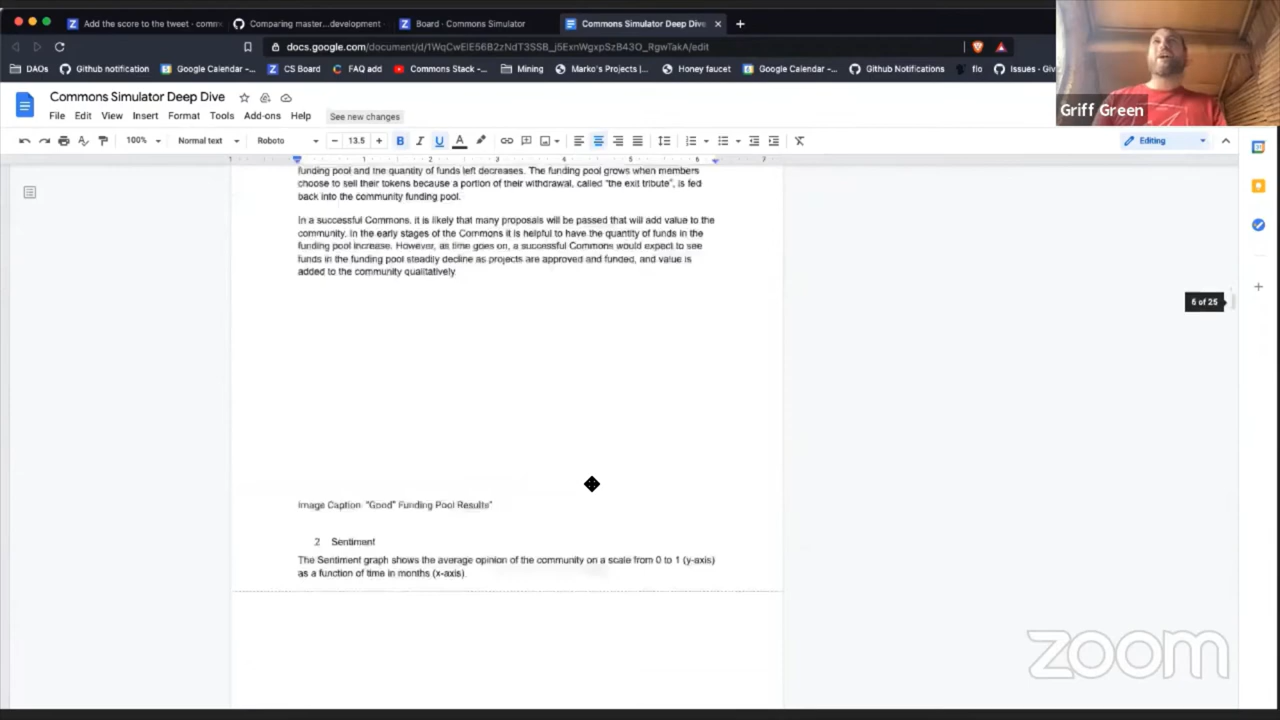 Add the score to the tweet · comm
Comparing master...development ·
Board · Commons Simulator
Commons Simulator Deep Dive
docs.google.com/document/d/1WqCwEIE56B2zNdT3SSB_j5ExnWgxpSzB43O_RgwTakA/edit
DAOs
Github notification
Google Calendar -...
CS Board
FAQ add
Commons Stack -...
Mining
Marko's Projects |...
Honey faucet
Google Calendar -...
Github Notifications
flo
Issues · Giv
Griff Green
Commons Simulator Deep Dive
File Edit View Insert Format Tools Add-ons Help
See new changes
100%
Normal text
Roboto
13.5
Editing
1 1 2 3 4 5 6 7
funding pool and the quantity of funds left decreases. The funding pool grows when members
choose to sell their tokens because a portion of their withdrawal, called "the exit tribute", is fed
back into the community funding pool.
In a successful Commons, it is likely that many proposals will be passed that will add value to the
community. In the early stages of the Commons it is helpful to have the quantity of funds in the
funding pool increase. However, as time goes on, a successful Commons would expect to see
funds in the funding pool steadily decline as projects are approved and funded, and value is
added to the community qualitatively
6 of 25
Image Caption "Good" Funding Pool Results"
2 Sentiment
The Sentiment graph shows the average opinion of the community on a scale from 0 to 1 (y-axis)
as a function of time in months (x-axis).
zoom